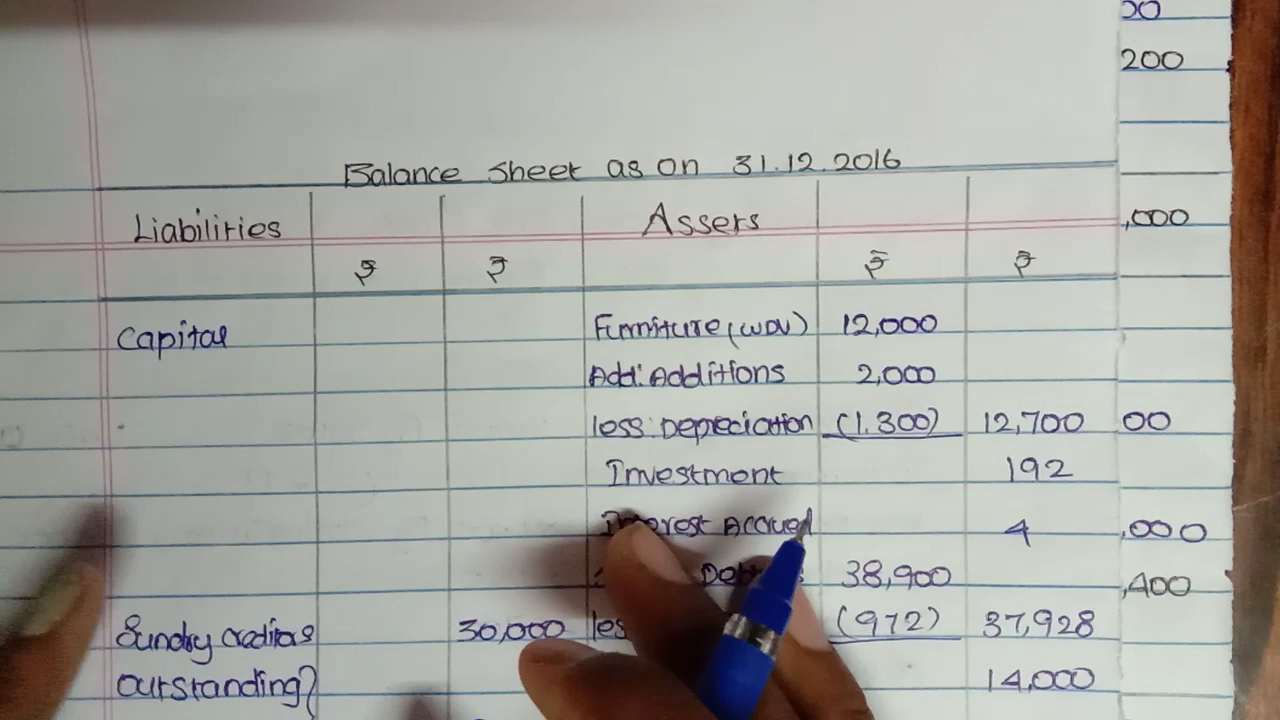 00
200
Balance Sheet as on 31.12.2016
Liabilities Assets ,000
₹ ₹ ₹ ₹
Capital Furniture (WDV) 12,000
Add: Additions 2,000
less: Depreciation (1,300) 12,700 00
Investment 192
Interest Accrued 4 ,000
38,900 ,400
Sundry creditors 30,000 (972) 37,928
Outstanding} 14,000